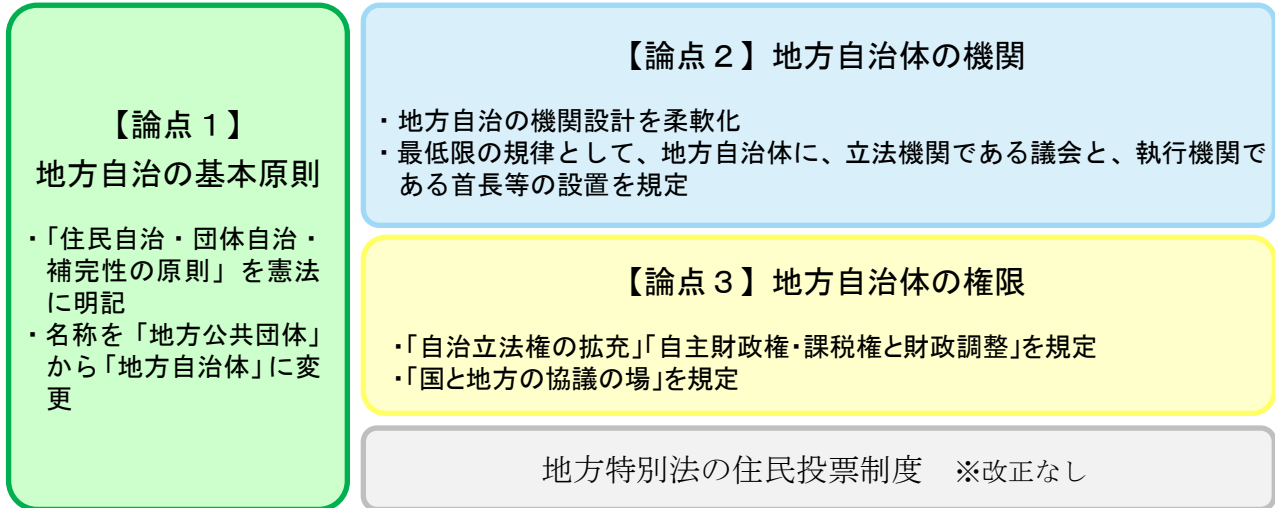 【論点１】
地方自治の基本原則
・「住民自治・団体自治・
補完性の原則」を憲法
に明記
・名称を「地方公共団体」
から「地方自治体」に変
更
【論点２】地方自治体の機関
・地方自治の機関設計を柔軟化
・最低限の規律として、地方自治体に、立法機関である議会と、執行機関で
ある首長等の設置を規定
【論点３】地方自治体の権限
・「自治立法権の拡充」「自主財政権・課税権と財政調整」を規定
・「国と地方の協議の場」を規定
地方特別法の住民投票制度　※改正なし